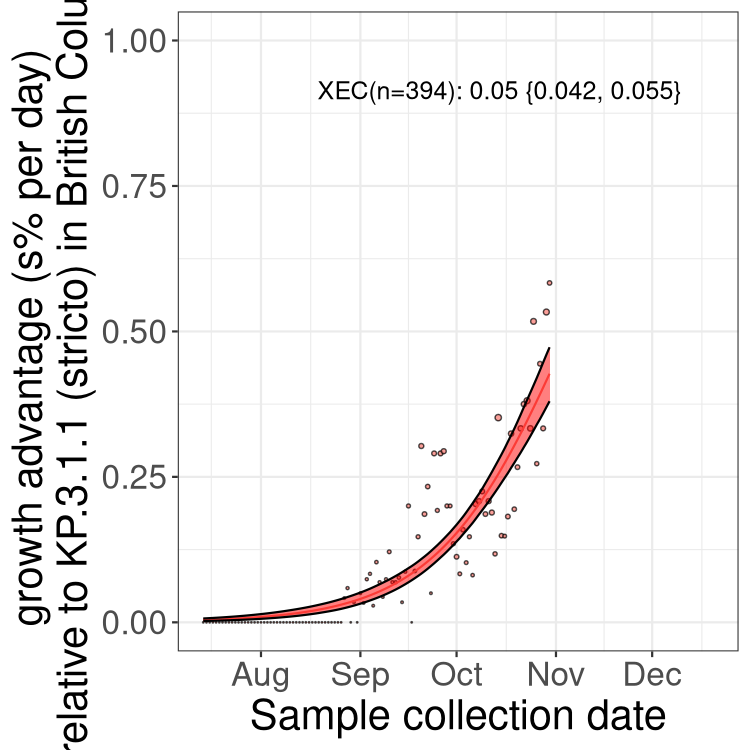 growth advantage (s% per day)
relative to KP.3.1.1 (stricto) in British Colu
1.00
0.75
0.50
0.25
0.00
XEC(n=394): 0.05 {0.042, 0.055}
Aug Sep Oct Nov Dec
Sample collection date